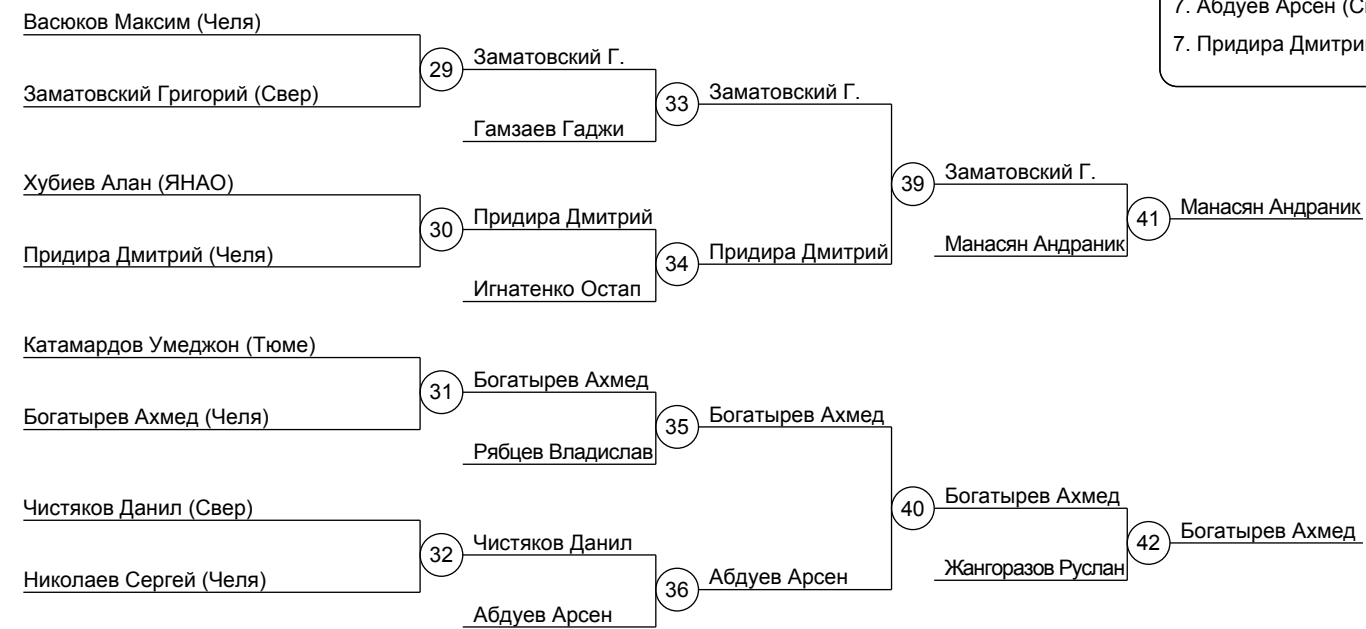 7. Абдуев Арсен
Васюков Максим (Челя)
7. Придира
29
Заматовский Г.
Заматовский Григорий (Свер)
33
Заматовский Г.
Гамзаев Гаджи
39
Заматовский Г.
Хубиев Алан (ЯНАО)
41
Манасян Андраник
30
Придира Дмитрий
Манасян Андраник
Придира Дмитрий (Челя)
34
Придира Дмитрий
Игнатенко Остап
Катамардов Умеджон (Тюме)
31
Богатырев Ахмед
Богатырев Ахмед (Челя)
35
Богатырев Ахмед
Рябцев Владислав
40
Богатырев Ахмед
Чистяков Данил (Свер)
42
Богатырев Ахмед
32
Чистяков Данил
Жангоразов Руслан
Николаев Сергей (Челя)
36
Абдуев Арсен
Абдуев Арсен